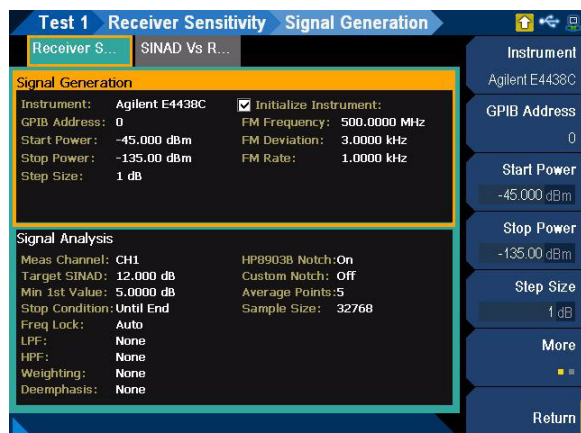 Test 1 Receiver Sensitivity Signal Generation
Receiver S... SINAD Vs R...
Signal Generation
Instrument: Agilent E4438C Initialize Instrument:
GPIB Address: 0 FM Frequency: 500.0000 MHz
Start Power: -45.000 dBm FM Deviation: 3.0000 kHz
Stop Power: -135.00 dBm FM Rate: 1.0000 kHz
Step Size: 1 dB
Signal Analysis
Meas Channel: CH1 HP8903B Notch:On
Target SINAD: 12.000 dB Custom Notch: Off
Min 1st Value: 5.0000 dB Average Points:5
Stop Condition:Until End Sample Size: 32768
Freq Lock: Auto
LPF: None
HPF: None
Weighting: None
Deemphasis: None
Instrument
Agilent E4438C
GPIB Address
0
Start Power
-45.000 dBm
Stop Power
-135.00 dBm
Step Size
1 dB
More
Return